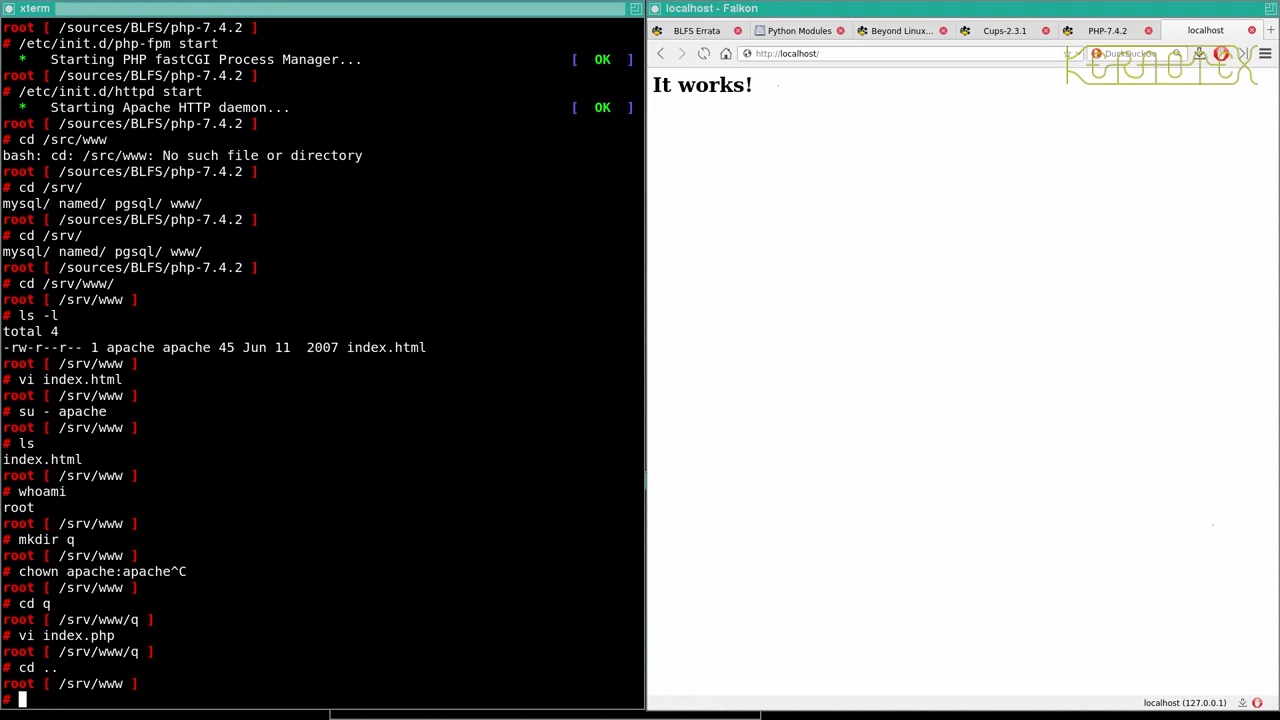 xterm
root [ /sources/BLFS/php-7.4.2 ]
# /etc/init.d/php-fpm start
 *   Starting PHP fastCGI Process Manager... [ OK ]
root [ /sources/BLFS/php-7.4.2 ]
# /etc/init.d/httpd start
 *   Starting Apache HTTP daemon... [ OK ]
root [ /sources/BLFS/php-7.4.2 ]
# cd /src/www
bash: cd: /src/www: No such file or directory
root [ /sources/BLFS/php-7.4.2 ]
# cd /srv/
mysql/ named/ pgsql/ www/
root [ /sources/BLFS/php-7.4.2 ]
# cd /srv/
mysql/ named/ pgsql/ www/
root [ /sources/BLFS/php-7.4.2 ]
# cd /srv/www/
root [ /srv/www ]
# ls -l
total 4
-rw-r--r-- 1 apache apache 45 Jun 11  2007 index.html
root [ /srv/www ]
# vi index.html
root [ /srv/www ]
# su - apache
root [ /srv/www ]
# ls
index.html
root [ /srv/www ]
# whoami
root
root [ /srv/www ]
# mkdir q
root [ /srv/www ]
# chown apache:apache^C
root [ /srv/www ]
# cd q
root [ /srv/www/q ]
# vi index.php
root [ /srv/www/q ]
# cd ..
root [ /srv/www ]
#
localhost - Falkon
BLFS Errata
Python Modules
Beyond Linux...
Cups-2.3.1
PHP-7.4.2
localhost
http://localhost/
DuckDuckGo
It works!
localhost (127.0.0.1)